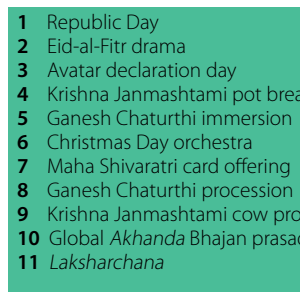 1 Republic Day
2 Eid-al-Fitr drama
3 Avatar declaration day
4 Krishna Janmashtami pot
5 Ganesh Chaturthi immersion
6 Christmas Day orchestra
7 Maha Shivaratri card offering
8 Ganesh Chaturthi procession
9 Krishna Janmashtami cow
10 Global Akhanda Bhajan
11 Laksharchana